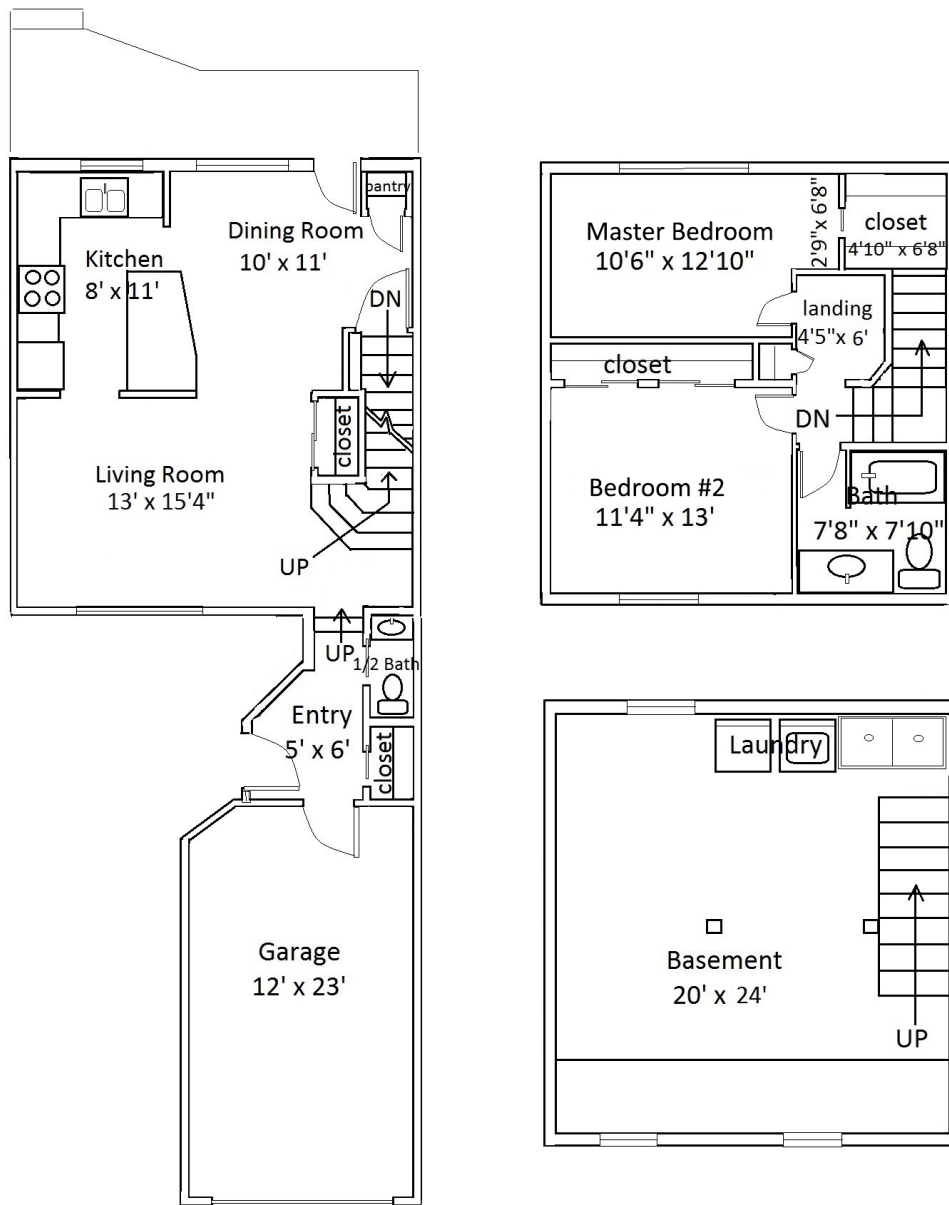 pantry
Dining Room
10' x 11'
Kitchen
8' x 11'
DN
closet
Living Room
13' x 15'4"
UP
UP
1/2 Bath
Entry
5' x 6'
closet
Garage
12' x 23'
Master Bedroom
10'6" x 12'10"
2'9"x 6'8"
closet
4'10" x 6'8"
landing
4'5"x 6'
closet
DN
Bedroom #2
11'4" x 13'
Bath
7'8" x 7'10"
Laundry
Basement
20' x 24'
UP